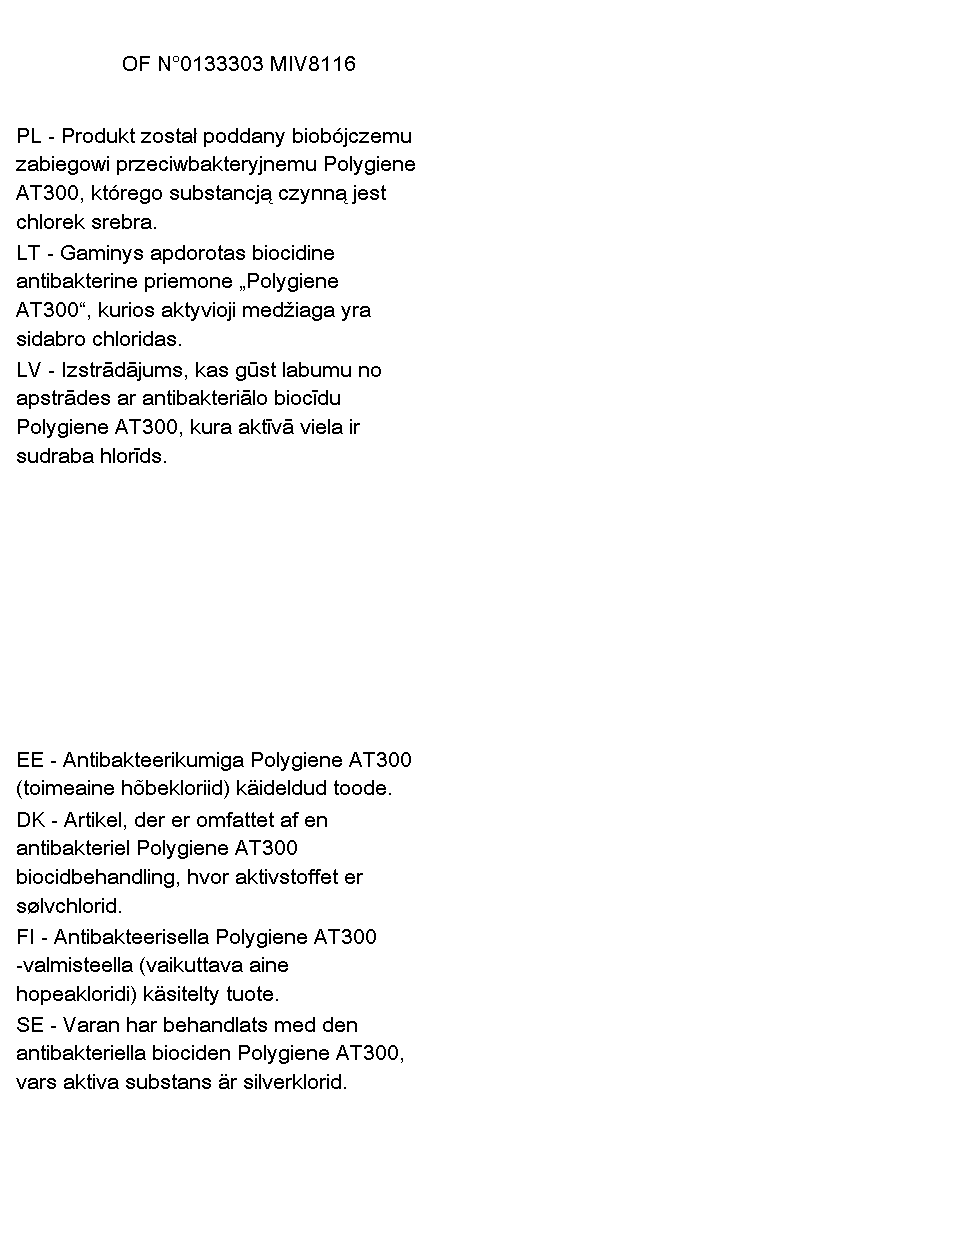 OF N°0133303 MIV8116
PL - Produkt został poddany biobójczemu
zabiegowi przeciwbakteryjnemu Polygiene
AT300, którego substancją czynną jest
chlorek srebra.
LT - Gaminys apdorotas biocidine
antibakterine priemone „Polygiene
AT300“, kurios aktyvioji medžiaga yra
sidabro chloridas.
LV - Izstrādājums, kas gūst labumu no
apstrādes ar antibakteriālo biocīdu
Polygiene AT300, kura aktīvā viela ir
sudraba hlorīds.
EE - Antibakteerikumiga Polygiene AT300
(toimeaine hõbekloriid) käideldud toode.
DK - Artikel, der er omfattet af en
antibakteriel Polygiene AT300
biocidbehandling, hvor aktivstoffet er
sølvchlorid.
FI - Antibakteerisella Polygiene AT300
-valmisteella (vaikuttava aine
hopeakloridi) käsitelty tuote.
SE - Varan har behandlats med den
antibakteriella biociden Polygiene AT300,
vars aktiva substans är silverklorid.